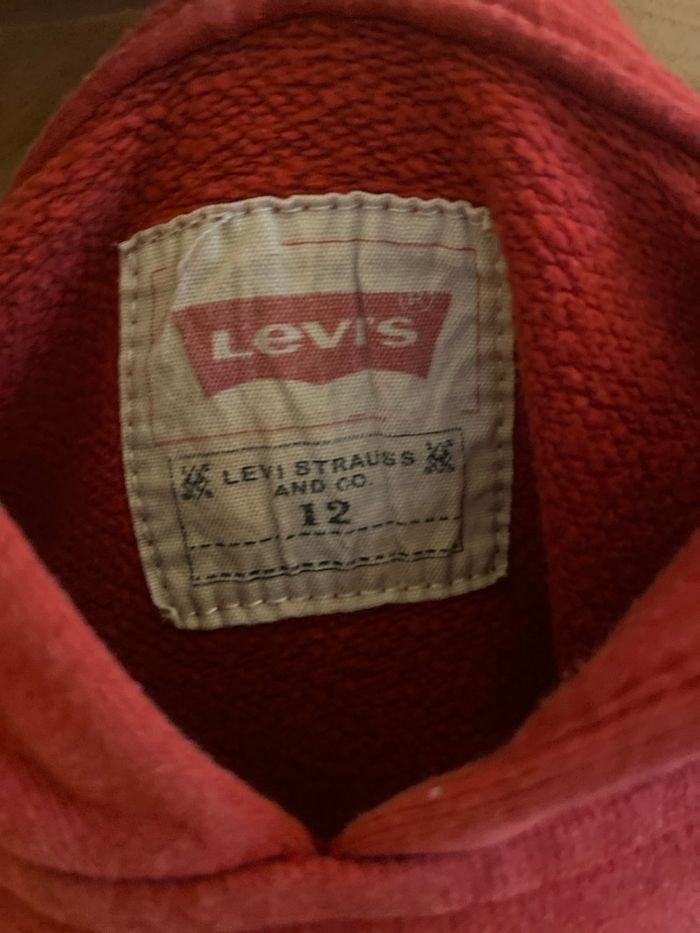 Levi's®
LEVI STRAUSS
AND CO.
12